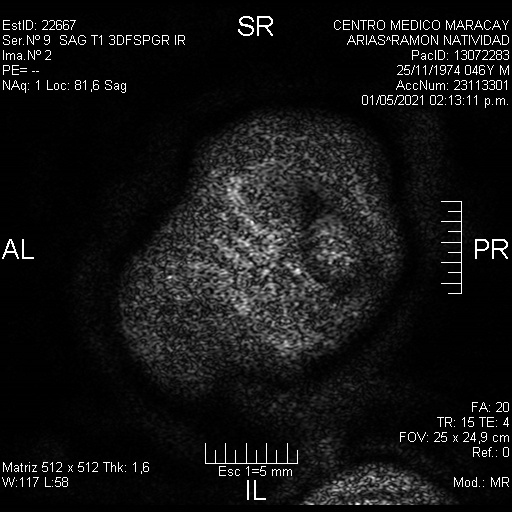 EstID: 22667
Ser.Nº 9 SAG T1 3DFSPGR IR
Ima.Nº 2
PE= --
NAq: 1 Loc: 81,6 Sag
SR
CENTRO MEDICO MARACAY
ARIAS^RAMON NATIVIDAD
PacID: 13072283
25/11/1974 046Y M
AccNum: 23113301
01/05/2021 02:13:11 p.m.
AL
PR
FA: 20
TR: 15 TE: 4
FOV: 25 x 24,9 cm
Ref.: 0
Matriz 512 x 512 Thk: 1,6
W:117 L:58
Esc 1=5 mm
IL
Mod.: MR